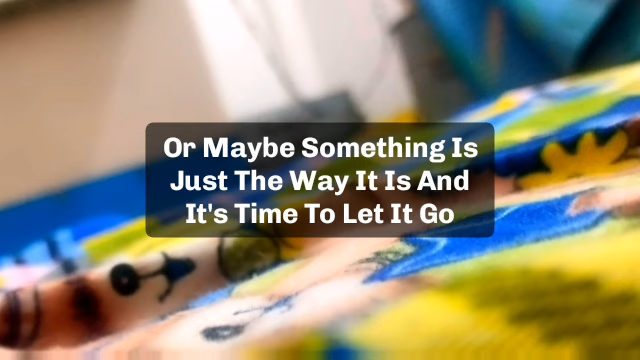 Or Maybe Something Is
Just The Way It Is And
It's Time To Let It Go